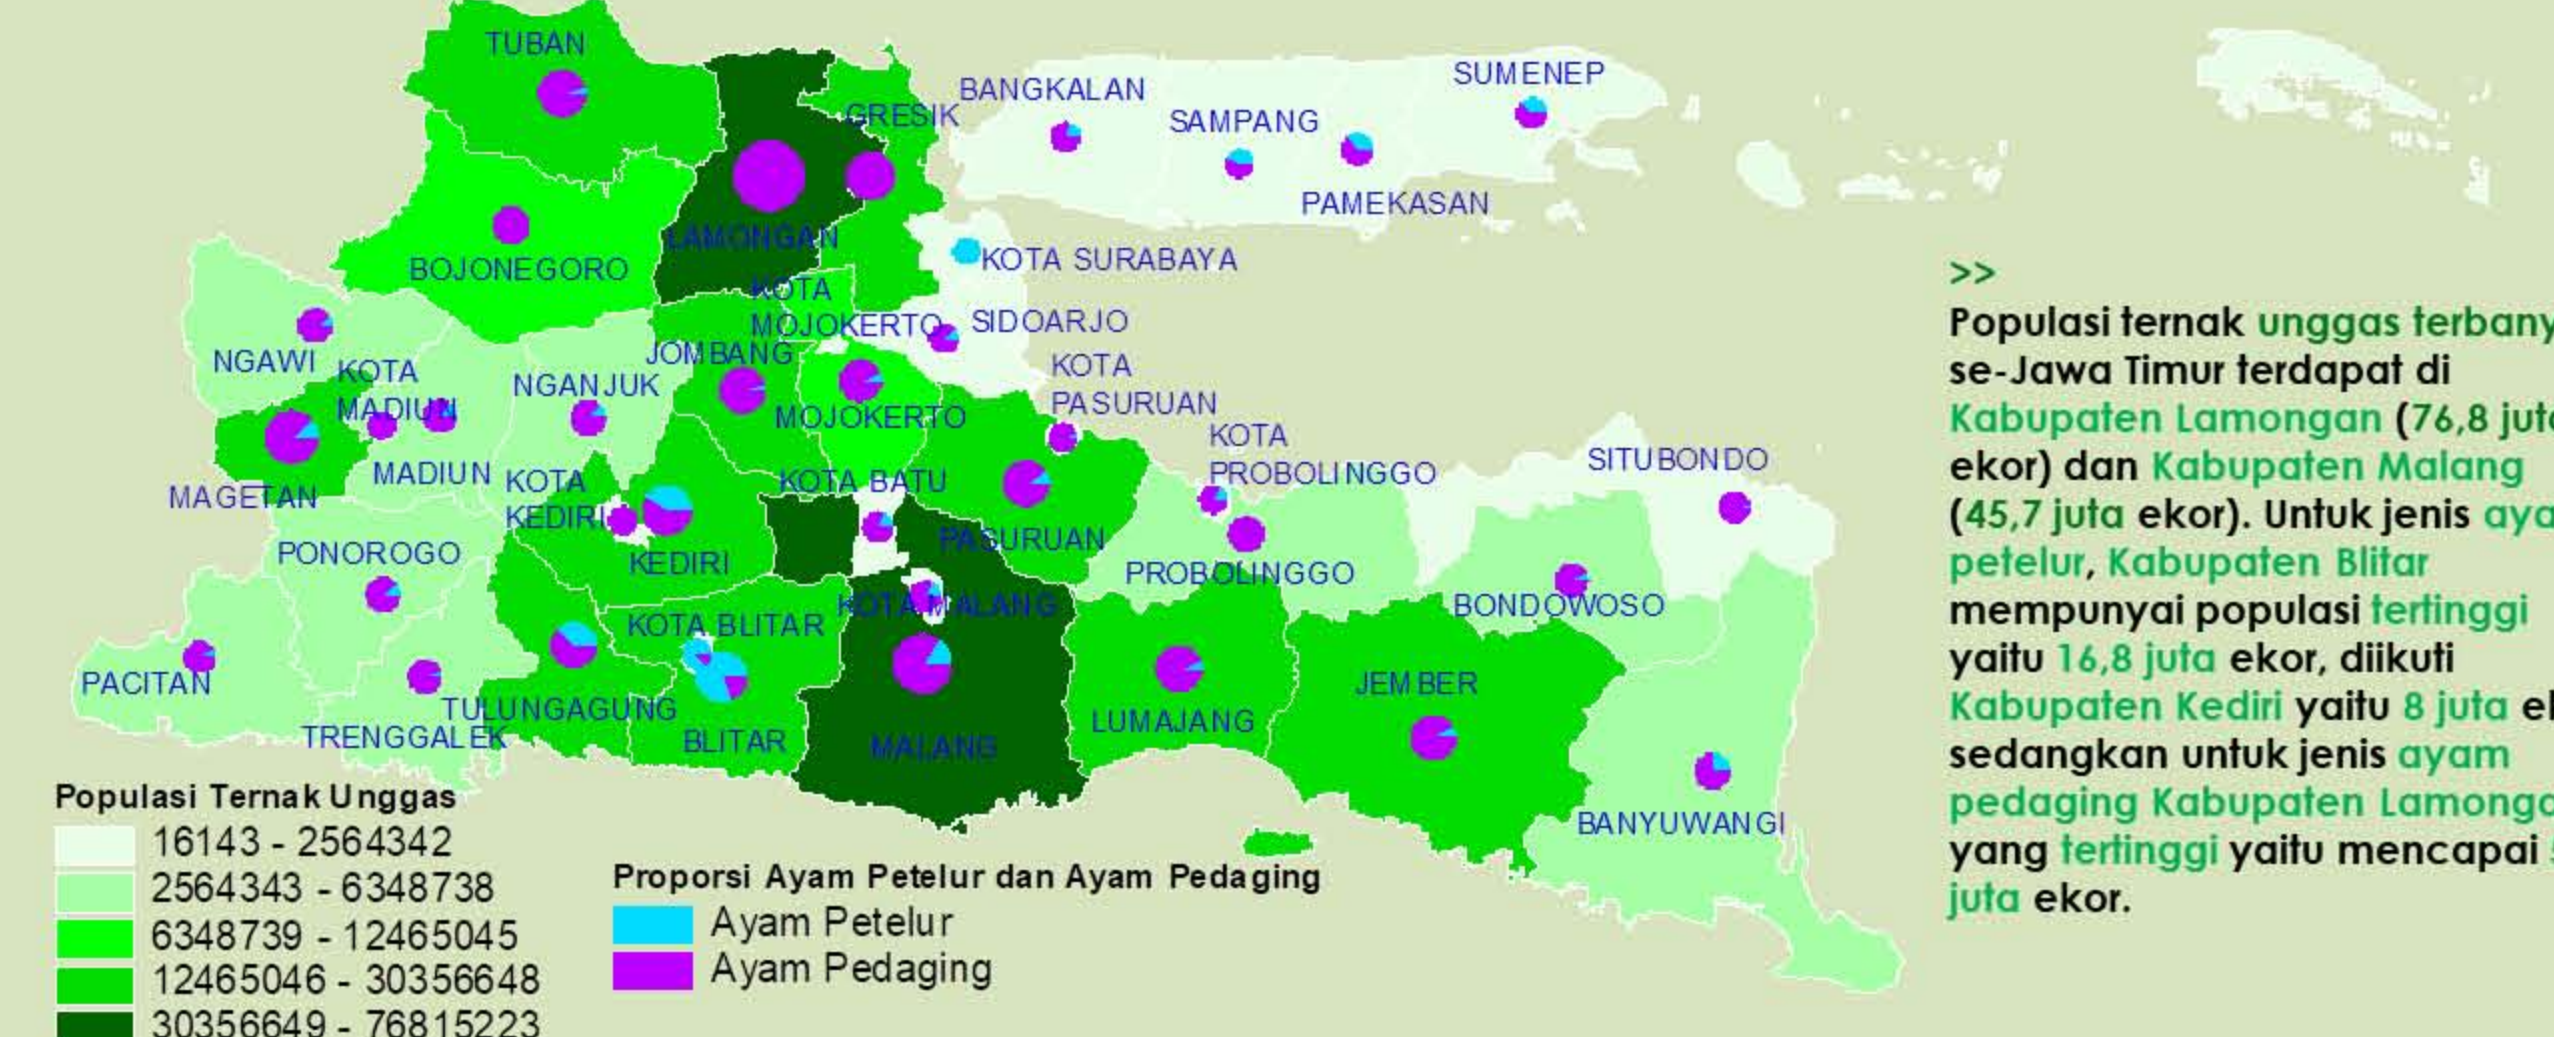 TUBAN
GRESIK
BANGKALAN
SUMENEP
SAMPANG
PAMEKASAN
LAMONGAN
BOJONEGORO
KOTA SURABAYA
KOTA
MOJOKERTO
SIDOARJO
JOMBANG
NGAWI
KOTA
MADIUN
NGANJUK
MOJOKERTO
KOTA
PASURUAN
KOTA
PROBOLINGGO
SITUBONDO
MAGETAN
MADIUN
KOTA
KEDIRI
KOTA BATU
PASURUAN
PONOROGO
KEDIRI
PROBOLINGGO
BONDOWOSO
KOTA MALANG
KOTA BLITAR
PACITAN
TULUNGAGUNG
TRENGGALEK
BLITAR
MALANG
LUMAJANG
JEMBER
BANYUWANGI
Populasi Ternak Unggas
16143 - 2564342
2564343 - 6348738
6348739 - 12465045
12465046 - 30356648
30356649 - 76815223
Proporsi Ayam Petelur dan Ayam Pedaging
Ayam Petelur
Ayam Pedaging
>>
Populasi ternak unggas
se-Jawa Timur terdapat di
Kabupaten Lamongan (76,8
ekor) dan Kabupaten Malang
(45,7 juta ekor). Untuk jenis
petelur, Kabupaten Blitar
mempunyai populasi tertinggi
yaitu 16,8 juta ekor, diikuti
Kabupaten Kediri yaitu 8 juta
sedangkan untuk jenis ayam
pedaging Kabupaten
yang tertinggi yaitu mencapai
juta ekor.